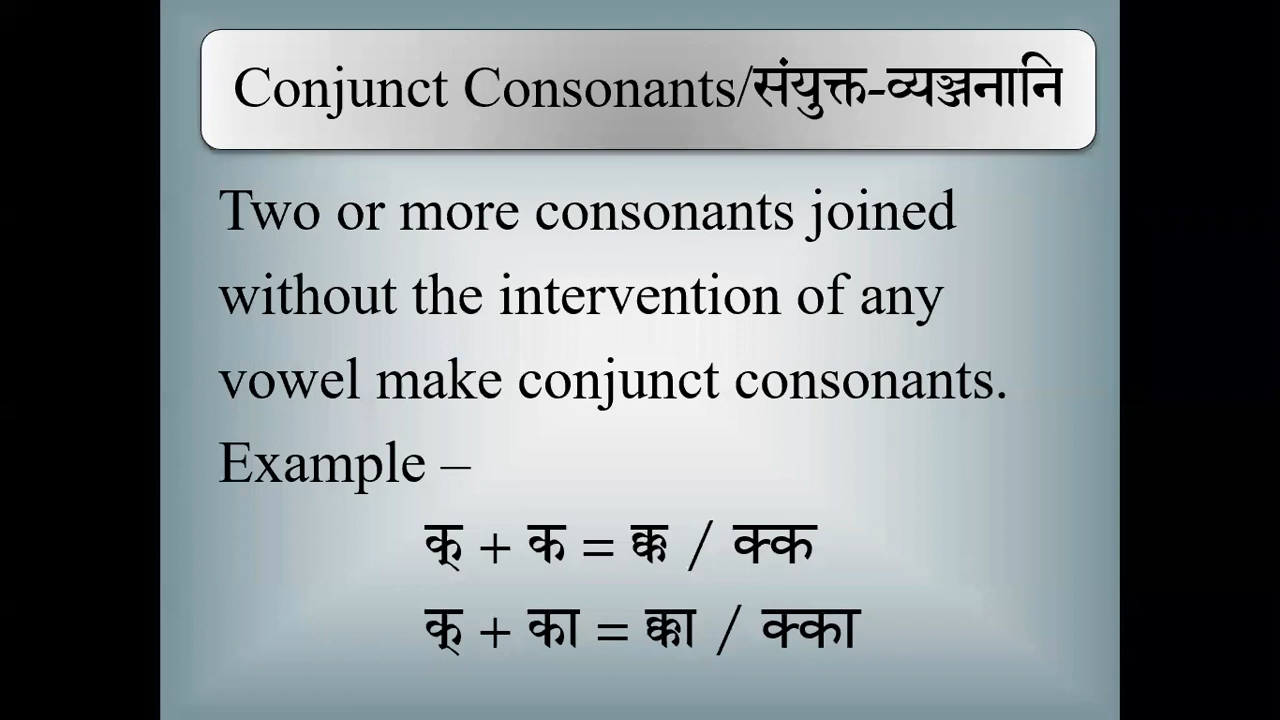 Conjunct Consonants/संयुक्त-व्यञ्जनानि
Two or more consonants joined
without the intervention of any
vowel make conjunct consonants.
Example –
क् + क = क्क / क्‍क
क् + का = क्का / क्‍का